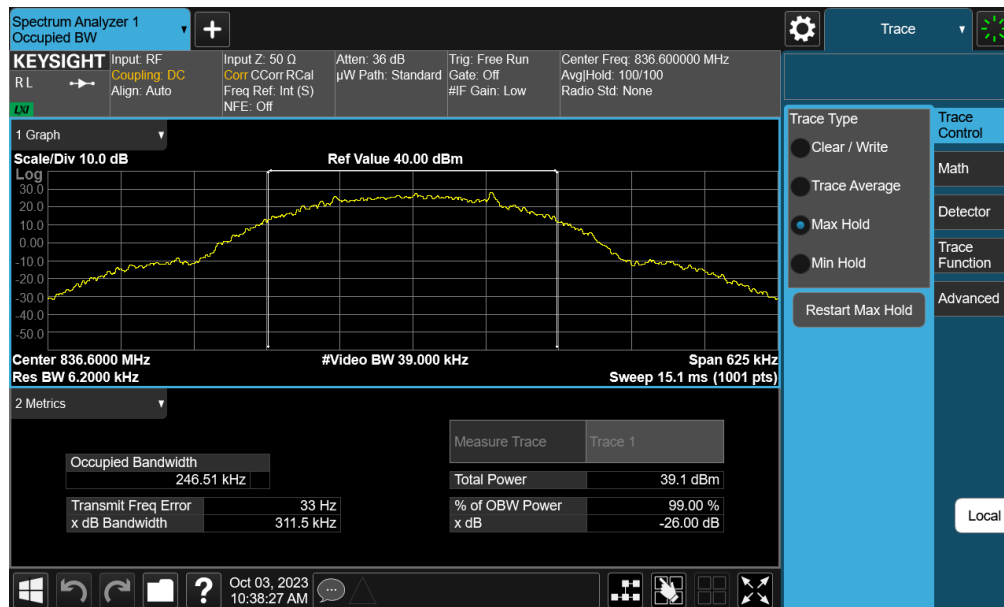 Spectrum Analyzer 1
Occupied BW
Trace
KEYSIGHT
RL
LXI
Input: RF
Coupling: DC
Align: Auto
Input Z: 50 Ω
Corr CCorr RCal
Freq Ref: Int (S)
NFE: Off
Atten: 36 dB
µW Path: Standard
Trig: Free Run
Gate: Off
#IF Gain: Low
Center Freq: 836.600000 MHz
Avg|Hold: 100/100
Radio Std: None
1 Graph
Scale/Div 10.0 dB
Ref Value 40.00 dBm
Log
30.0
20.0
10.0
0.00
-10.0
-20.0
-30.0
-40.0
-50.0
Center 836.6000 MHz
#Video BW 39.000 kHz
Span 625 kHz
Res BW 6.2000 kHz
Sweep 15.1 ms (1001 pts)
2 Metrics
Measure Trace Trace 1
Occupied Bandwidth
246.51 kHz
Total Power 39.1 dBm
Transmit Freq Error 33 Hz
% of OBW Power 99.00 %
x dB Bandwidth 311.5 kHz
x dB -26.00 dB
Trace Type
Clear / Write
Trace Average
Max Hold
Min Hold
Restart Max Hold
Trace
Control
Math
Detector
Trace
Function
Advanced
Local
?
Oct 03, 2023
10:38:27 AM